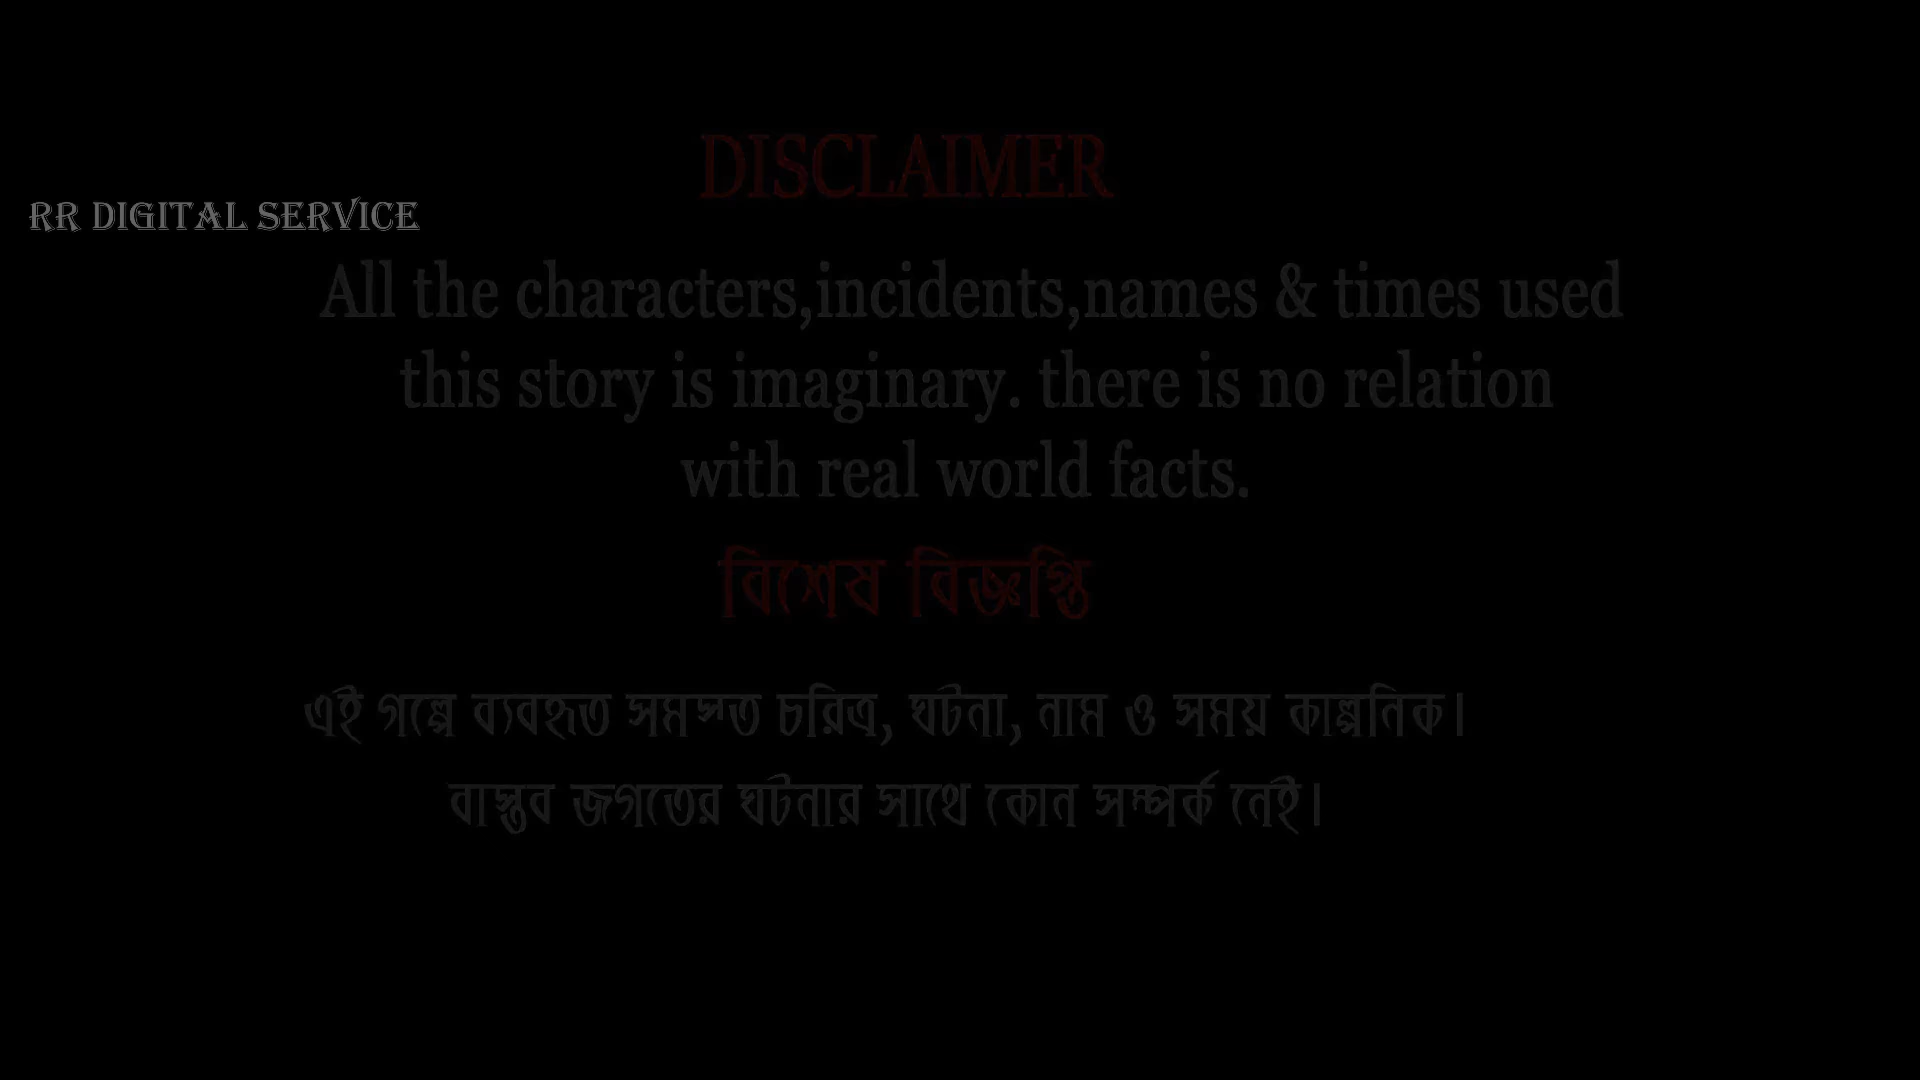 DISCLAIMER
RR DIGITAL SERVICE
All the characters,incidents,names & times used
this story is imaginary. there is no relation
with real world facts.
বিশেষ বিজ্ঞপ্তি
এই গল্পে ব্যবহৃত সমস্ত চরিত্র, ঘটনা, নাম ও সময় কাল্পনিক।
বাস্তব জগতের ঘটনার সাথে কোন সম্পর্ক নেই।